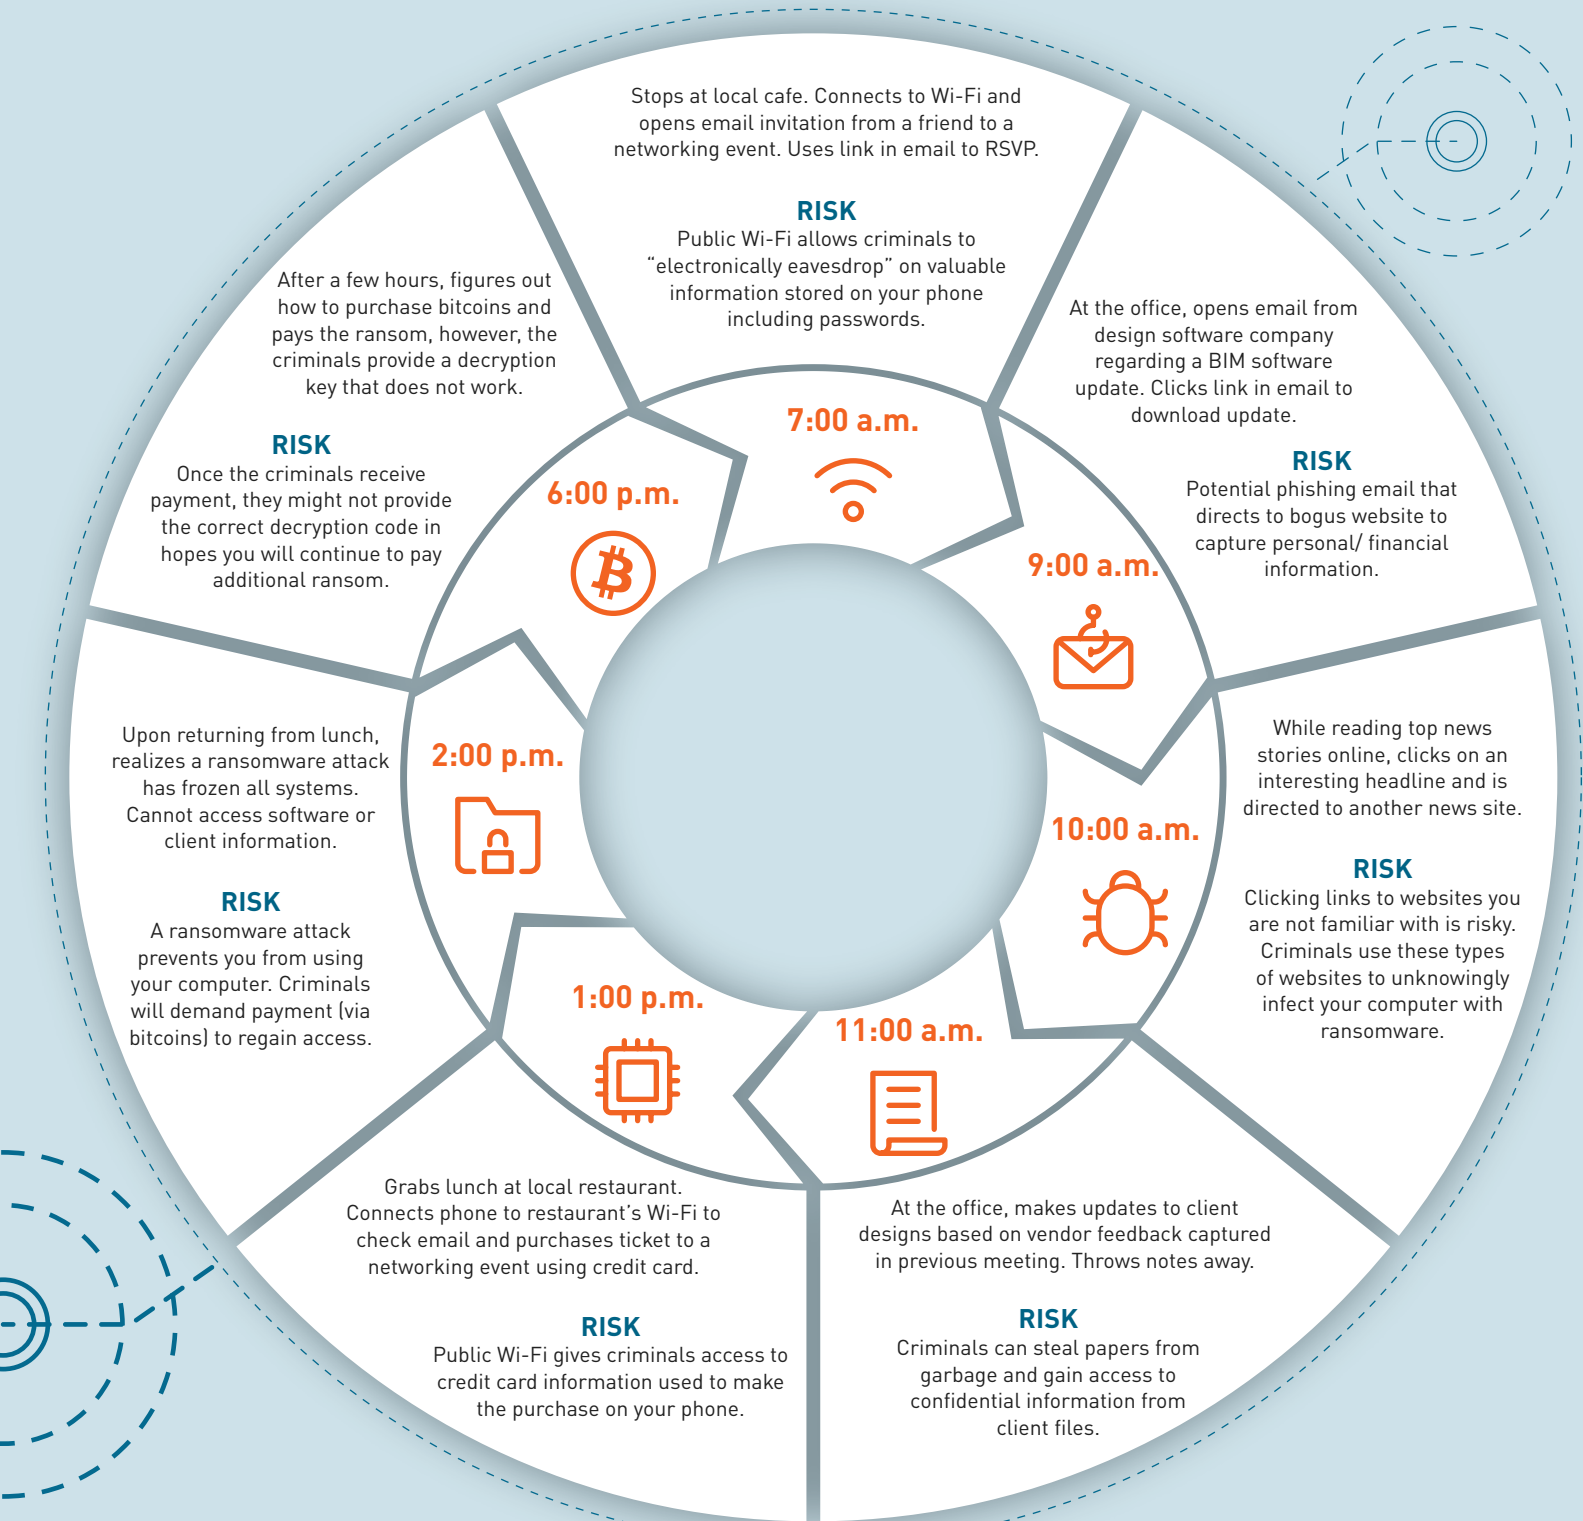 Stops at local cafe. Connects to Wi-Fi and
opens email invitation from a friend to a
networking event. Uses link in email to RSVP.
RISK
Public Wi-Fi allows criminals to
“electronically eavesdrop” on valuable
information stored on your phone
including passwords.
7:00 a.m.
At the office, opens email from
design software company
regarding a BIM software
update. Clicks link in email to
download update.
RISK
Potential phishing email that
directs to bogus website to
capture personal/ financial
information.
9:00 a.m.
While reading top news
stories online, clicks on an
interesting headline and is
directed to another news site.
RISK
Clicking links to websites you
are not familiar with is risky.
Criminals use these types
of websites to unknowingly
infect your computer with
ransomware.
10:00 a.m.
11:00 a.m.
At the office, makes updates to client
designs based on vendor feedback captured
in previous meeting. Throws notes away.
RISK
Criminals can steal papers from
garbage and gain access to
confidential information from
client files.
1:00 p.m.
Grabs lunch at local restaurant.
Connects phone to restaurant’s Wi-Fi to
check email and purchases ticket to a
networking event using credit card.
RISK
Public Wi-Fi gives criminals access to
credit card information used to make
the purchase on your phone.
2:00 p.m.
Upon returning from lunch,
realizes a ransomware attack
has frozen all systems.
Cannot access software or
client information.
RISK
A ransomware attack
prevents you from using
your computer. Criminals
will demand payment (via
bitcoins) to regain access.
6:00 p.m.
After a few hours, figures out
how to purchase bitcoins and
pays the ransom, however, the
criminals provide a decryption
key that does not work.
RISK
Once the criminals receive
payment, they might not provide
the correct decryption code in
hopes you will continue to pay
additional ransom.